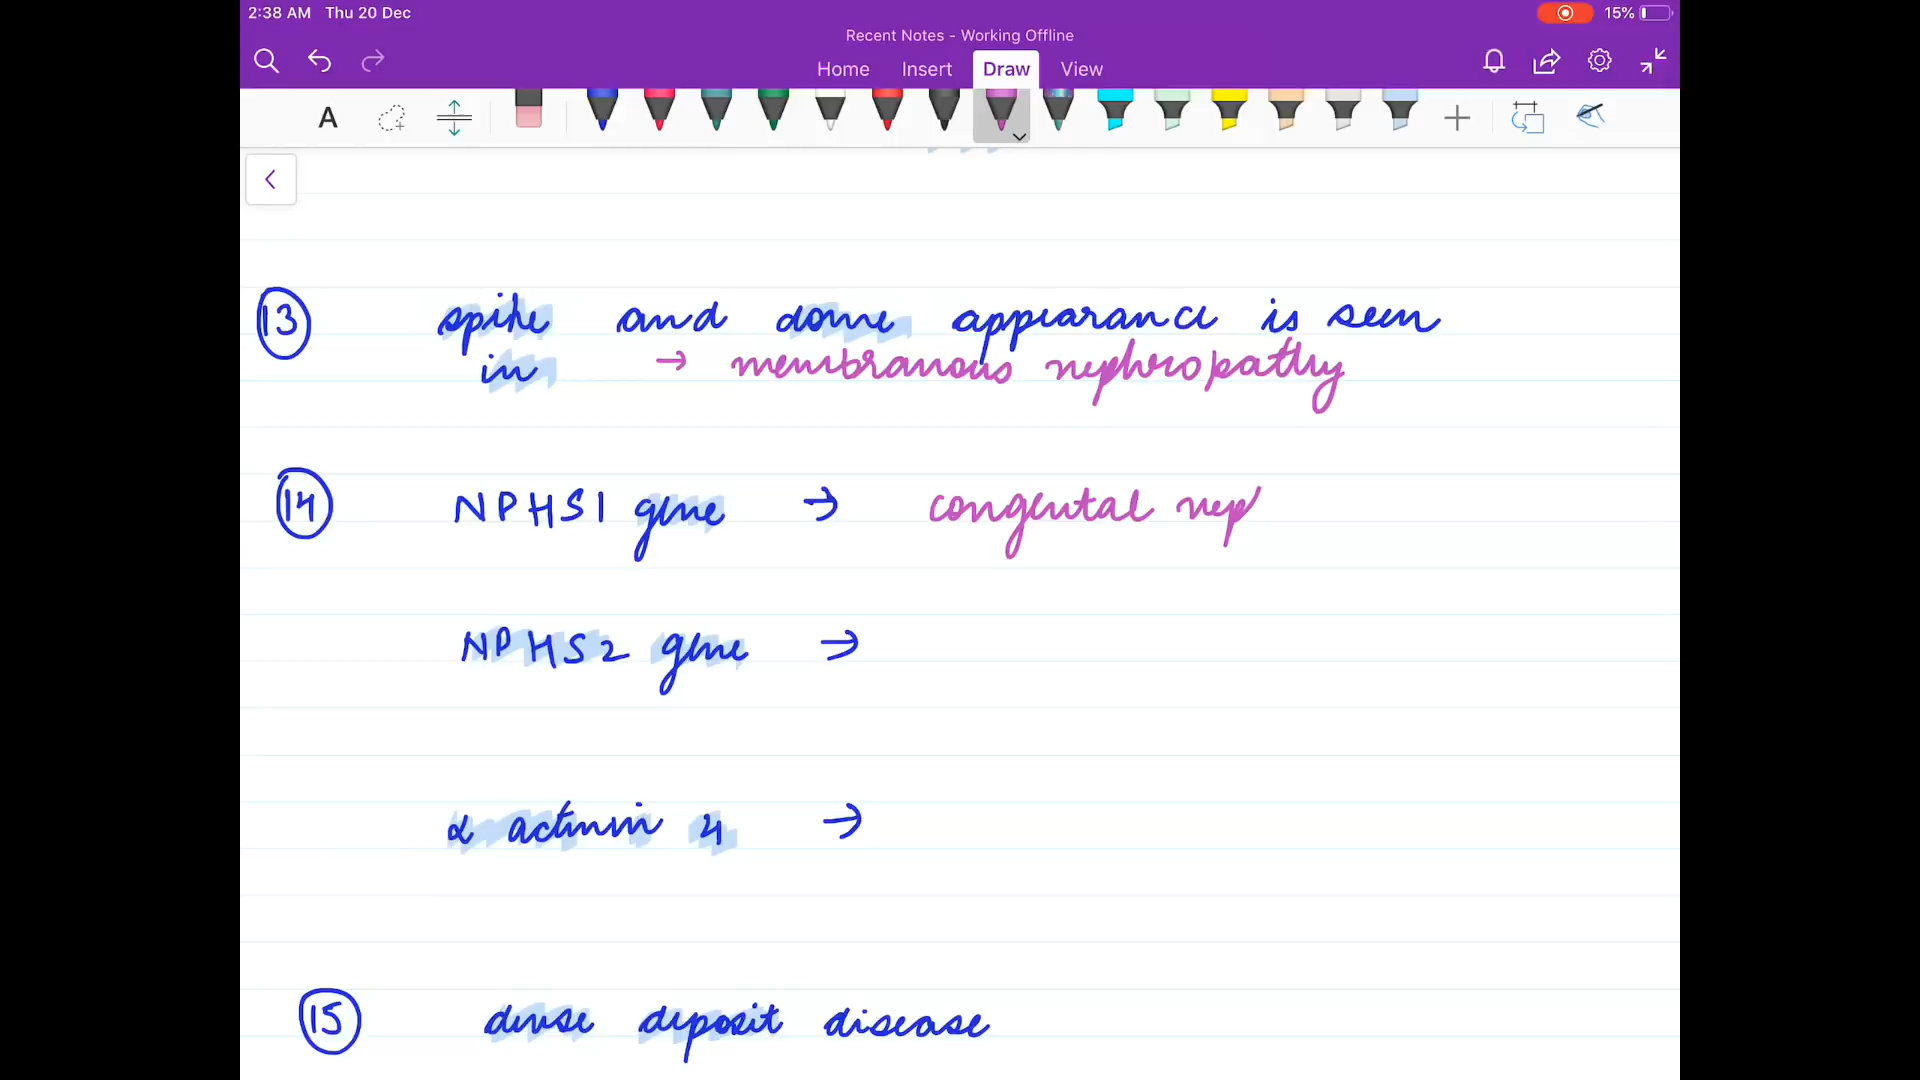 2:38 AM Thu 20 Dec
15%
Recent Notes - Working Offline
Home Insert Draw View
A
13 spike and dome appearance is seen
in → membranous nephropathy
14 NPHS1 gene → congenital nep
NPHS2 gene →
α actinin 4 →
15 dense deposit disease